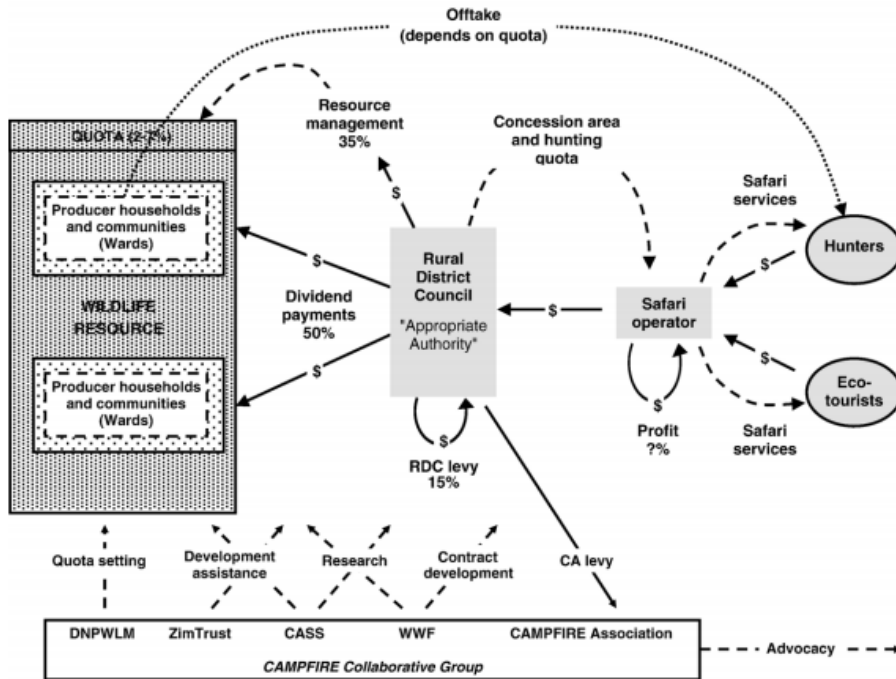 Offtake
(depends on quota)
Resource
management
35%
Concession area
and hunting
quota
QUOTA (2-7%)
Safari
services
Producer households
and communities
(Wards)
$
Rural
District
Council
"Appropriate
Authority"
Hunters
$
$
WILDLIFE
RESOURCE
Dividend
payments
50%
$
Safari
operator
$
$
Producer households
and communities
(Wards)
Eco-
tourists
$
$
Profit
?%
Safari
services
RDC levy
15%
Quota setting
Development
assistance
Research
Contract
development
CA levy
DNPWLM
ZimTrust
CASS
WWF
CAMPFIRE Association
CAMPFIRE Collaborative Group
Advocacy